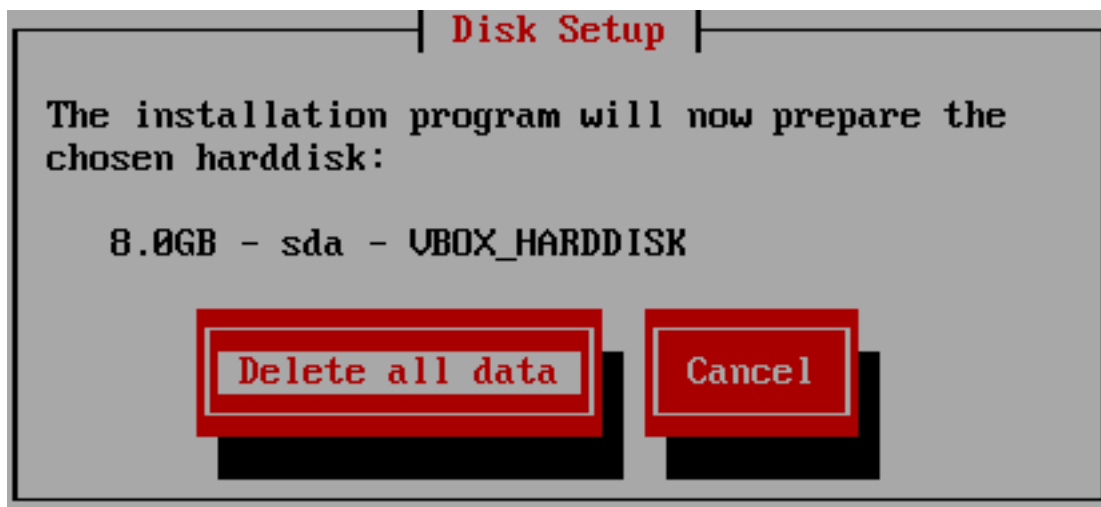 Disk Setup
The installation program will now prepare the
chosen harddisk:
8.0GB - sda - VBOX_HARDDISK
Delete all data Cancel